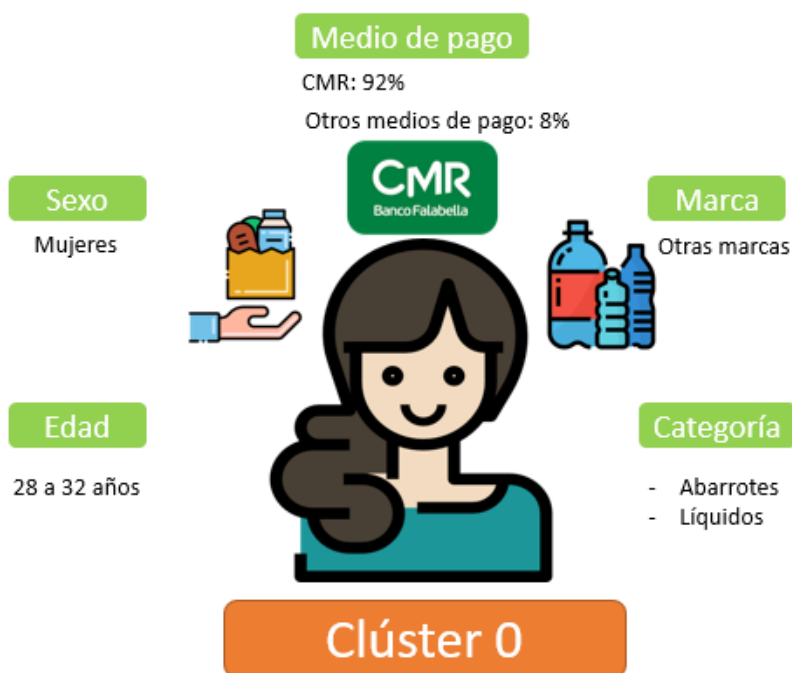 Medio de pago
CMR: 92%
Otros medios de pago: 8%
CMR
Banco Falabella
Sexo
Mujeres
Marca
Otras marcas
Edad
28 a 32 años
Categoría
- Abarrotes
- Líquidos
Clúster 0